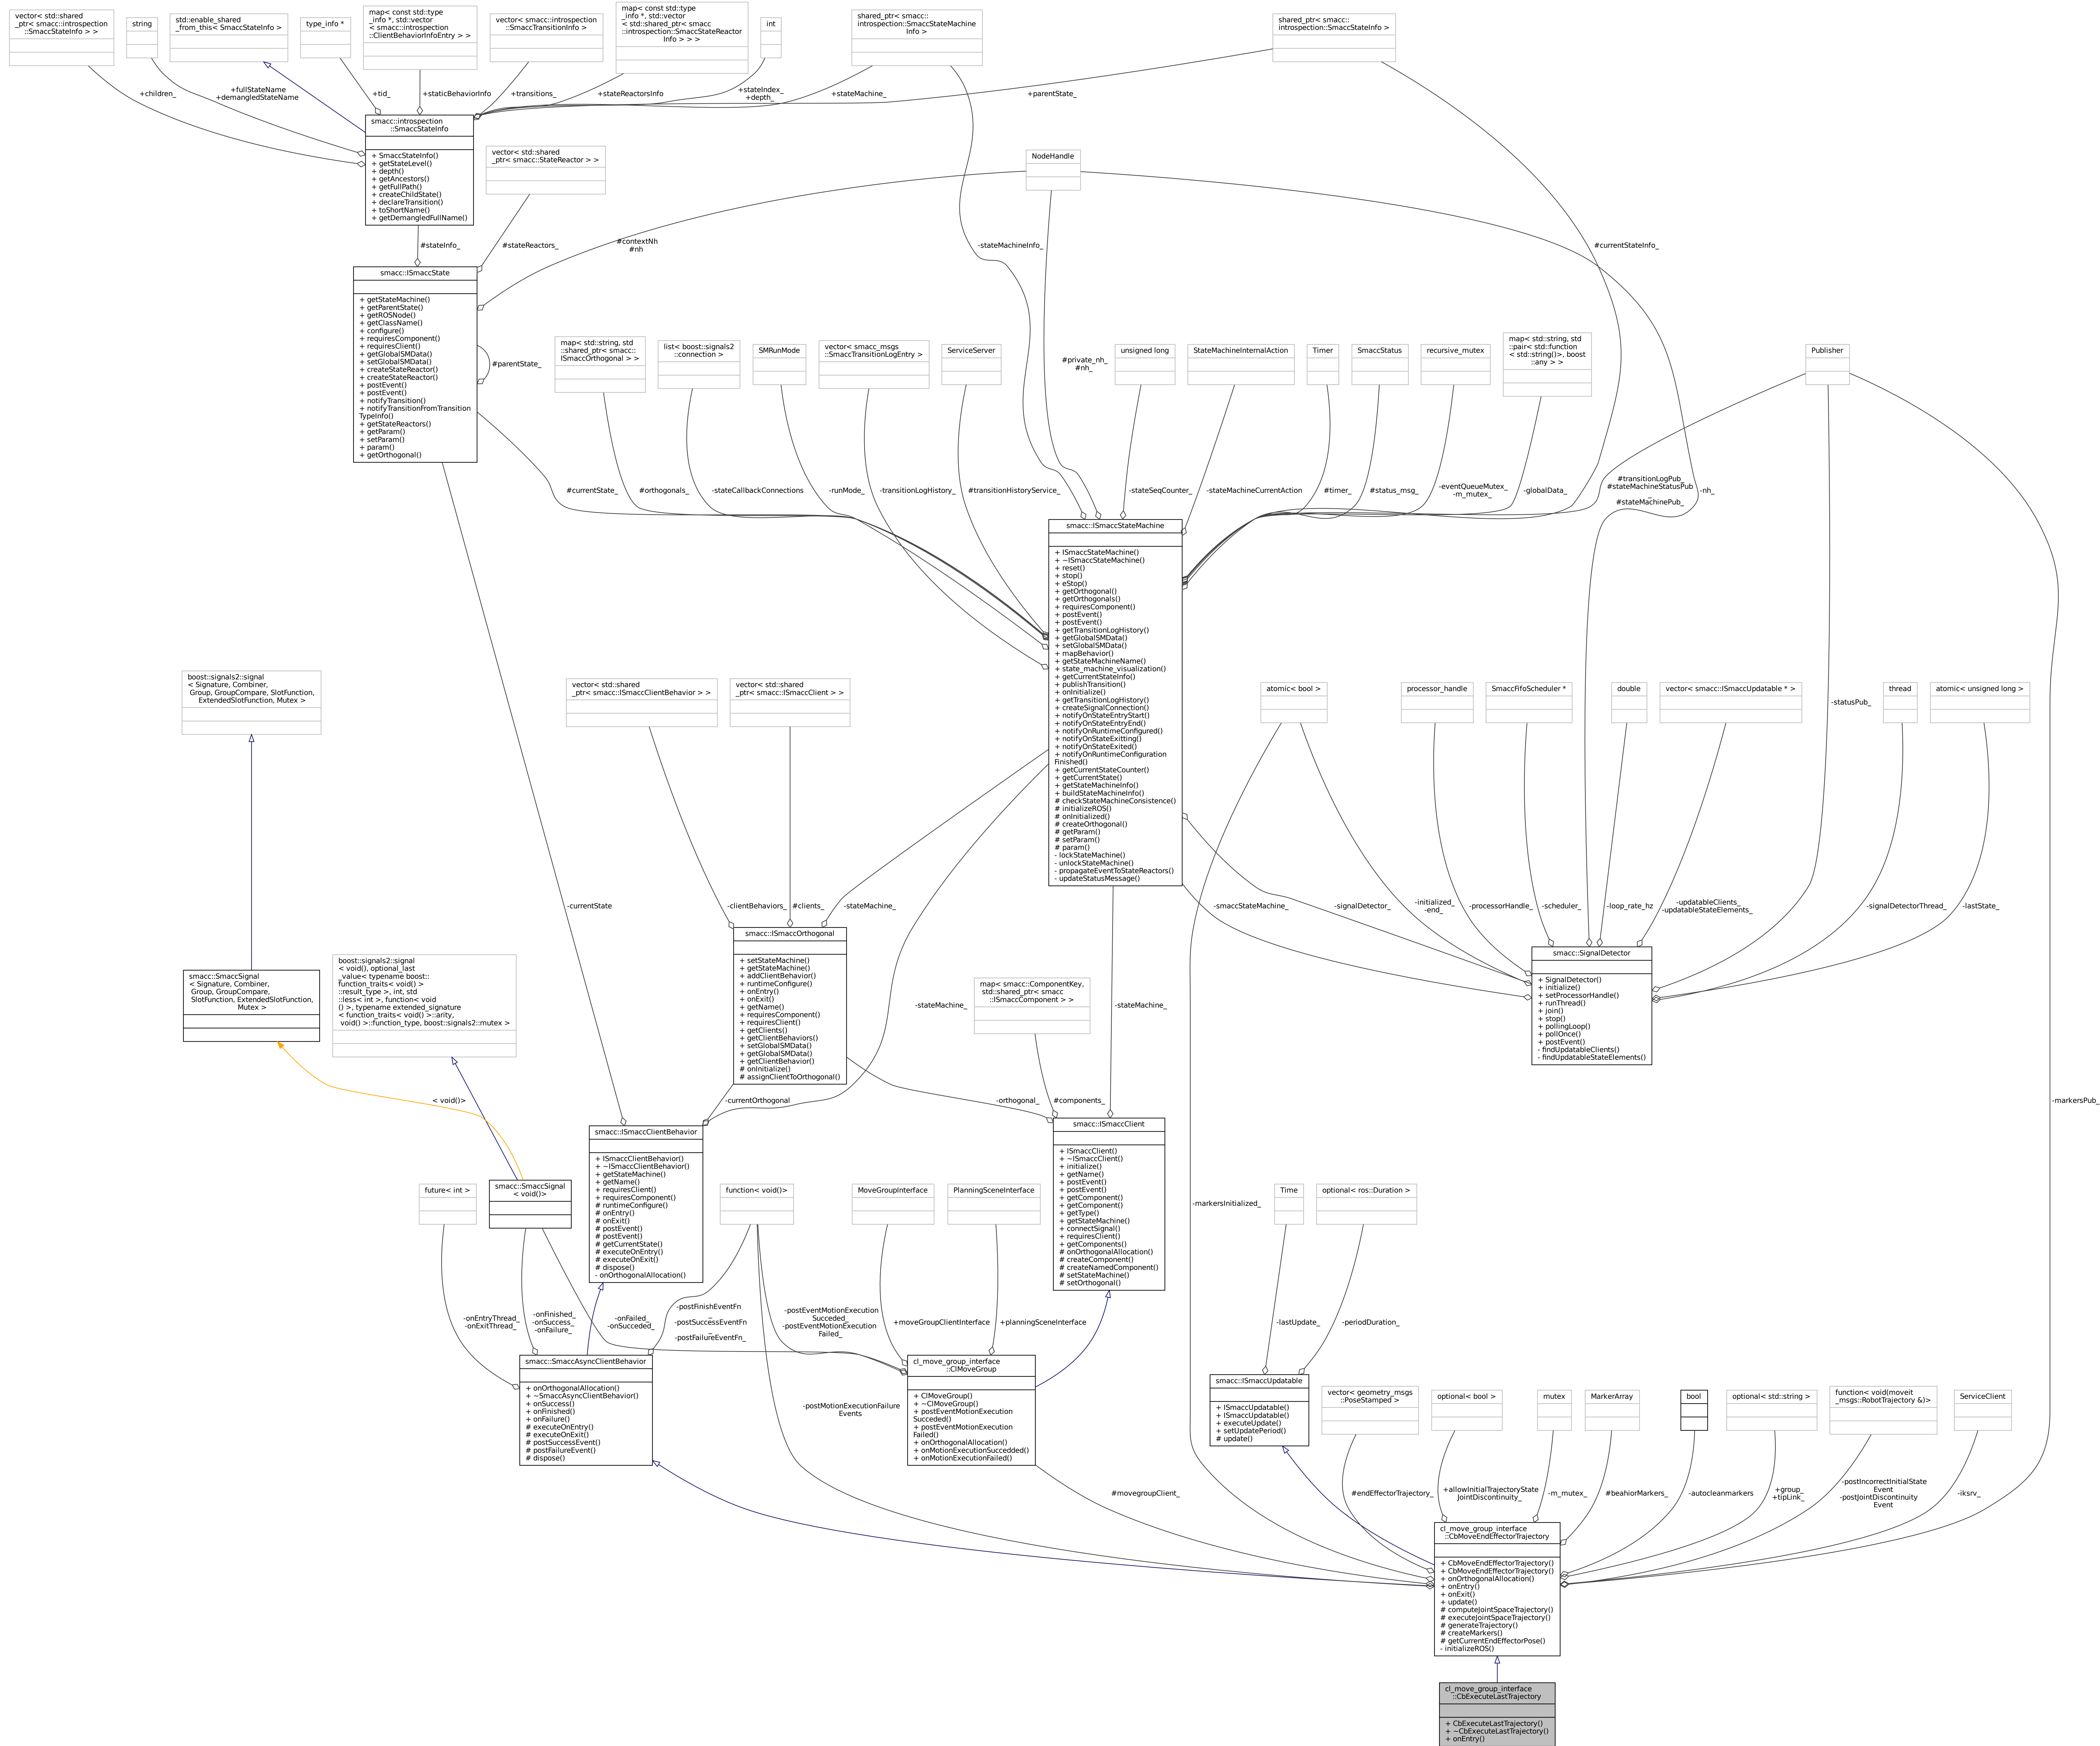 vector< std::shared
_ptr< smacc::introspection
::SmaccStateInfo > >
string
std::enable_shared
_from_this< SmaccStateInfo >
type_info *
map< const std::type
_info *, std::vector
< smacc::introspection
::ClientBehaviorInfoEntry > >
vector< smacc::introspection
::SmaccTransitionInfo >
map< const std::type
_info *, std::vector
< std::shared_ptr< smacc
::introspection::SmaccStateReactor
Info > > >
int
shared_ptr< smacc::
introspection::SmaccStateMachine
Info >
shared_ptr< smacc::
introspection::SmaccStateInfo >
+children_
+fullStateName
+demangledStateName
+tid_
+staticBehaviorInfo
+transitions_
+stateReactorsInfo
+stateIndex_
+depth_
+stateMachine_
+parentState_
smacc::introspection
::SmaccStateInfo
+ SmaccStateInfo()
+ getStateLevel()
+ depth()
+ getAncestors()
+ getFullPath()
+ createChildState()
+ declareTransition()
+ toShortName()
+ getDemangledFullName()
vector< std::shared
_ptr< smacc::StateReactor > >
NodeHandle
#stateInfo_
#stateReactors_
#contextNh
#nh
-stateMachineInfo_
#currentStateInfo_
smacc::ISmaccState
+ getStateMachine()
+ getParentState()
+ getROSNode()
+ getClassName()
+ configure()
+ requiresComponent()
+ requiresClient()
+ getGlobalSMData()
+ setGlobalSMData()
+ createStateReactor()
+ createStateReactor()
+ postEvent()
+ postEvent()
+ notifyTransition()
+ notifyTransitionFromTransition
TypeInfo()
+ getStateReactors()
+ getParam()
+ setParam()
+ param()
+ getOrthogonal()
#parentState_
map< std::string, std
::shared_ptr< smacc::
ISmaccOrthogonal > >
list< boost::signals2
::connection >
SMRunMode
vector< smacc_msgs
::SmaccTransitionLogEntry >
ServiceServer
#private_nh_
#nh_
unsigned long
StateMachineInternalAction
Timer
SmaccStatus
recursive_mutex
map< std::string, std
::pair< std::function
< std::string()>, boost
::any > >
Publisher
#currentState_
#orthogonals_
-stateCallbackConnections
-runMode_
-transitionLogHistory_
#transitionHistoryService_
-stateSeqCounter_
-stateMachineCurrentAction
#timer_
#status_msg_
-eventQueueMutex_
-m_mutex_
-globalData_
#transitionLogPub_
#stateMachineStatusPub
_
#stateMachinePub_
-nh_
smacc::ISmaccStateMachine
+ ISmaccStateMachine()
+ ~ISmaccStateMachine()
+ reset()
+ stop()
+ eStop()
+ getOrthogonal()
+ getOrthogonals()
+ requiresComponent()
+ postEvent()
+ postEvent()
+ getTransitionLogHistory()
+ getGlobalSMData()
+ setGlobalSMData()
+ mapBehavior()
+ getStateMachineName()
+ state_machine_visualization()
+ getCurrentStateInfo()
+ publishTransition()
+ onInitialize()
+ getTransitionLogHistory()
+ createSignalConnection()
+ notifyOnStateEntryStart()
+ notifyOnStateEntryEnd()
+ notifyOnRuntimeConfigured()
+ notifyOnStateExitting()
+ notifyOnStateExited()
+ notifyOnRuntimeConfiguration
Finished()
+ getCurrentStateCounter()
+ getCurrentState()
+ getStateMachineInfo()
+ buildStateMachineInfo()
# checkStateMachineConsistence()
# initializeROS()
# onInitialized()
# createOrthogonal()
# getParam()
# setParam()
# param()
- lockStateMachine()
- unlockStateMachine()
- propagateEventToStateReactors()
- updateStatusMessage()
boost::signals2::signal
< Signature, Combiner,
Group, GroupCompare, SlotFunction,
ExtendedSlotFunction, Mutex >
vector< std::shared
_ptr< smacc::ISmaccClientBehavior > >
vector< std::shared
_ptr< smacc::ISmaccClient > >
atomic< bool >
processor_handle
SmaccFifoScheduler *
double
vector< smacc::ISmaccUpdatable * >
thread
atomic< unsigned long >
-statusPub_
-currentState
-clientBehaviors_
#clients_
-stateMachine_
-smaccStateMachine_
-signalDetector_
-initialized_
-end_
-processorHandle_
-scheduler_
-loop_rate_hz
-updatableClients_
-updatableStateElements_
-signalDetectorThread_
-lastState_
smacc::ISmaccOrthogonal
+ setStateMachine()
+ getStateMachine()
+ addClientBehavior()
+ runtimeConfigure()
+ onEntry()
+ onExit()
+ getName()
+ requiresComponent()
+ requiresClient()
+ getClients()
+ getClientBehaviors()
+ setGlobalSMData()
+ getGlobalSMData()
+ getClientBehavior()
# onInitialize()
# assignClientToOrthogonal()
smacc::SignalDetector
+ SignalDetector()
+ initialize()
+ setProcessorHandle()
+ runThread()
+ join()
+ stop()
+ pollingLoop()
+ pollOnce()
+ postEvent()
- findUpdatableClients()
- findUpdatableStateElements()
smacc::SmaccSignal
< Signature, Combiner,
Group, GroupCompare,
SlotFunction, ExtendedSlotFunction,
Mutex >
boost::signals2::signal
< void(), optional_last
_value< typename boost::
function_traits< void() >
::result_type >, int, std
::less< int >, function< void
() >, typename extended_signature
< function_traits< void() >::arity,
void() >::function_type, boost::signals2::mutex >
map< smacc::ComponentKey,
std::shared_ptr< smacc
::ISmaccComponent > >
-stateMachine_
-stateMachine_
< void()>
-currentOrthogonal
-orthogonal_
#components_
-markersPub_
smacc::ISmaccClientBehavior
+ ISmaccClientBehavior()
+ ~ISmaccClientBehavior()
+ getStateMachine()
+ getName()
+ requiresClient()
+ requiresComponent()
# runtimeConfigure()
# onEntry()
# onExit()
# postEvent()
# postEvent()
# getCurrentState()
# executeOnEntry()
# executeOnExit()
# dispose()
- onOrthogonalAllocation()
smacc::ISmaccClient
+ ISmaccClient()
+ ~ISmaccClient()
+ initialize()
+ getName()
+ postEvent()
+ postEvent()
+ getComponent()
+ getComponent()
+ getType()
+ getStateMachine()
+ connectSignal()
+ requiresClient()
+ getComponents()
# onOrthogonalAllocation()
# createComponent()
# createNamedComponent()
# setStateMachine()
# setOrthogonal()
future< int >
smacc::SmaccSignal
< void()>
function< void()>
MoveGroupInterface
PlanningSceneInterface
-markersInitialized_
Time
optional< ros::Duration >
-onEntryThread_
-onExitThread_
-onFinished_
-onSuccess_
-onFailure_
-onFailed_
-onSucceded_
-postFinishEventFn
_
-postSuccessEventFn
_
-postFailureEventFn_
-postEventMotionExecution
Succeded_
-postEventMotionExecution
Failed_
+moveGroupClientInterface
+planningSceneInterface
-lastUpdate_
-periodDuration_
smacc::SmaccAsyncClientBehavior
+ onOrthogonalAllocation()
+ ~SmaccAsyncClientBehavior()
+ onSuccess()
+ onFinished()
+ onFailure()
# executeOnEntry()
# executeOnExit()
# postSuccessEvent()
# postFailureEvent()
# dispose()
-postMotionExecutionFailure
Events
cl_move_group_interface
::ClMoveGroup
+ ClMoveGroup()
+ ~ClMoveGroup()
+ postEventMotionExecution
Succeded()
+ postEventMotionExecution
Failed()
+ onOrthogonalAllocation()
+ onMotionExecutionSuccedded()
+ onMotionExecutionFailed()
smacc::ISmaccUpdatable
+ ISmaccUpdatable()
+ ISmaccUpdatable()
+ executeUpdate()
+ setUpdatePeriod()
# update()
vector< geometry_msgs
::PoseStamped >
optional< bool >
mutex
MarkerArray
bool
optional< std::string >
function< void(moveit
_msgs::RobotTrajectory &)>
ServiceClient
#movegroupClient_
#endEffectorTrajectory_
+allowInitialTrajectoryState
JointDiscontinuity_
-m_mutex_
#beahiorMarkers_
-autocleanmarkers
+group_
+tipLink_
-postIncorrectInitialState
Event
-postJointDiscontinuity
Event
-iksrv_
cl_move_group_interface
::CbMoveEndEffectorTrajectory
+ CbMoveEndEffectorTrajectory()
+ CbMoveEndEffectorTrajectory()
+ onOrthogonalAllocation()
+ onEntry()
+ onExit()
+ update()
# computeJointSpaceTrajectory()
# executeJointSpaceTrajectory()
# generateTrajectory()
# createMarkers()
# getCurrentEndEffectorPose()
- initializeROS()
cl_move_group_interface
::CbExecuteLastTrajectory
+ CbExecuteLastTrajectory()
+ ~CbExecuteLastTrajectory()
+ onEntry()